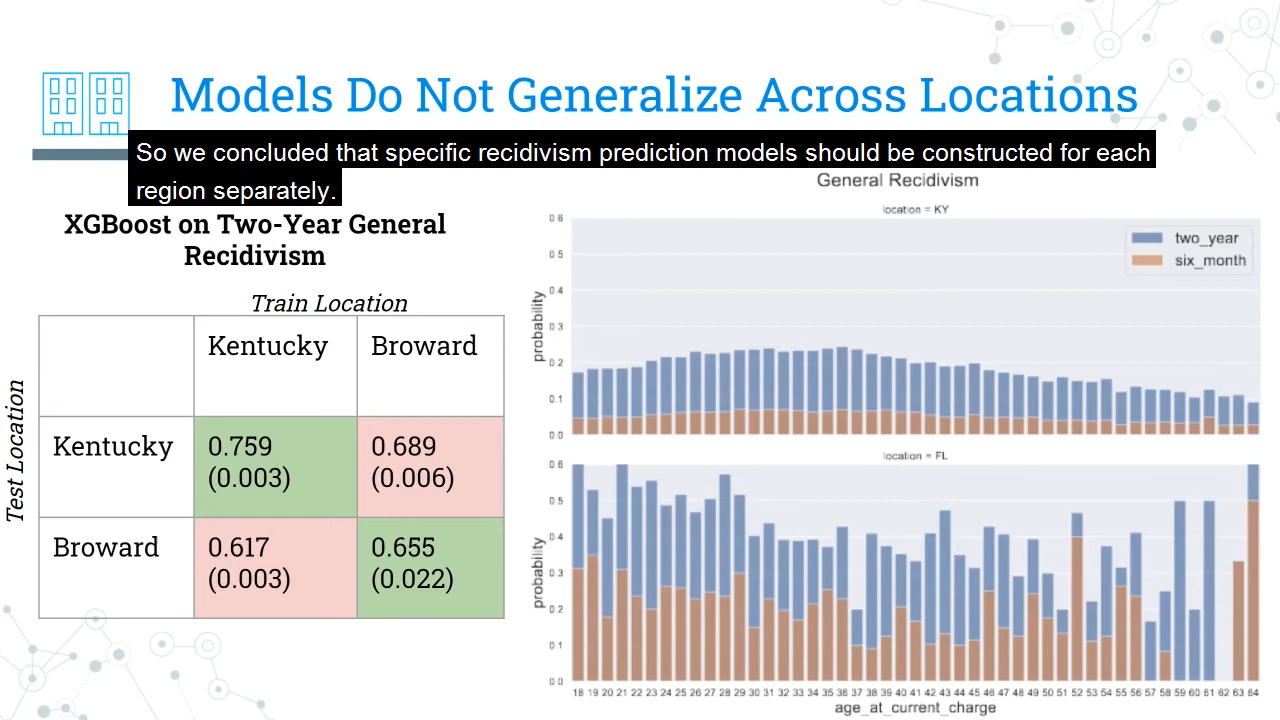 Models Do Not Generalize Across Locations
So we concluded that specific recidivism prediction models should be constructed for each
region separately.
XGBoost on Two-Year General
Recidivism
Train Location
Test Location
Kentucky Broward
Kentucky 0.759 0.689
(0.003) (0.006)
Broward 0.617 0.655
(0.003) (0.022)
General Recidivism
location = KY
two_year
six_month
probability
0.6
0.5
0.4
0.3
0.2
0.1
0.0
location = FL
probability
0.6
0.5
0.4
0.3
0.2
0.1
0.0
18 19 20 21 22 23 24 25 26 27 28 29 30 31 32 33 34 35 36 37 38 39 40 41 42 43 44 45 46 47 48 49 50 51 52 53 54 55 56 57 58 59 60 61 62 63 64
age_at_current_charge